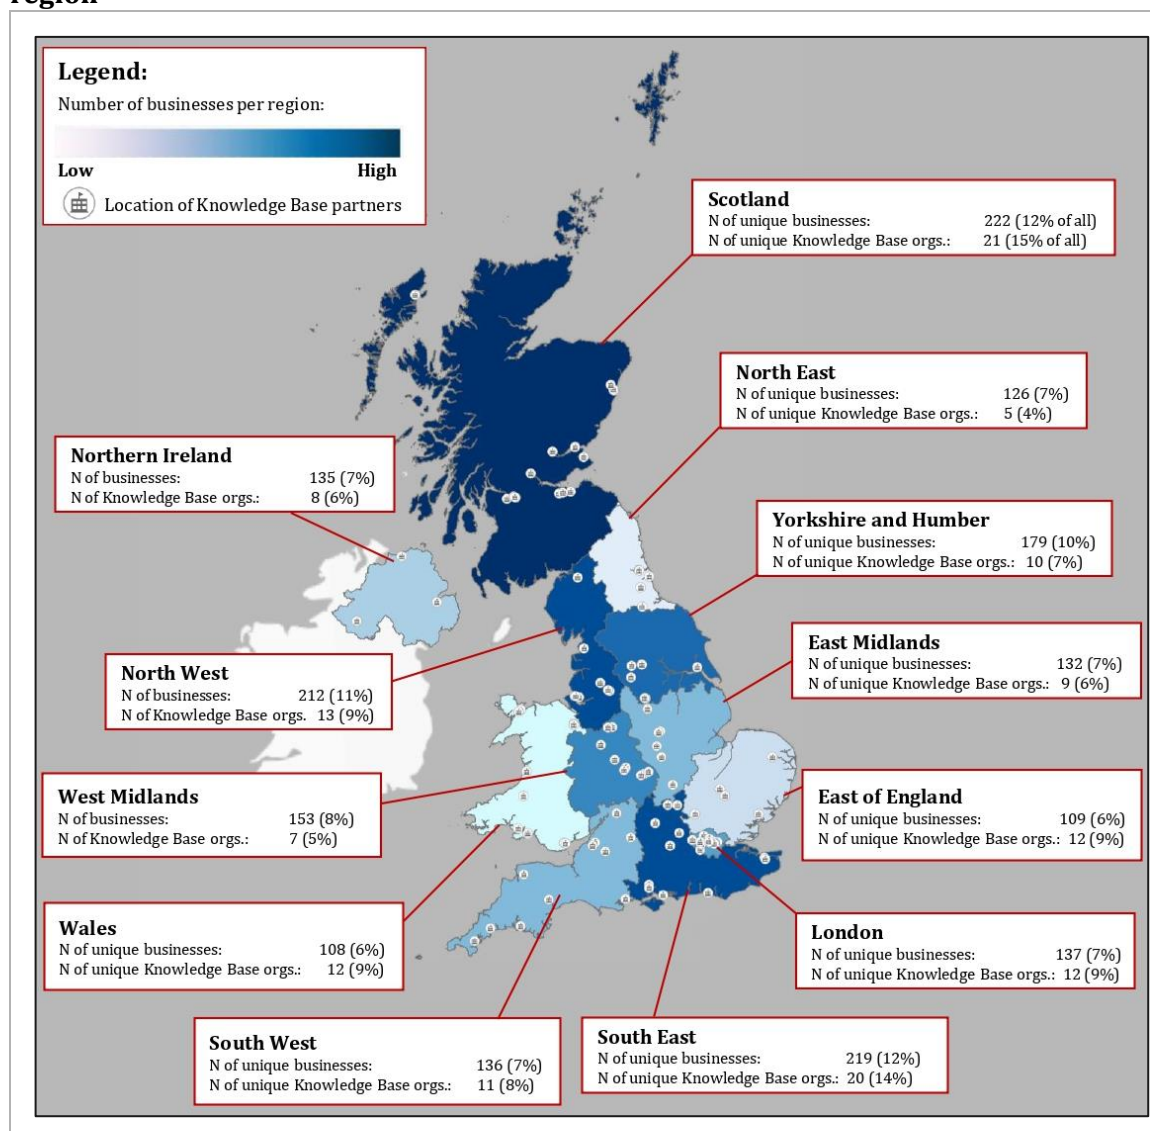 region
Legend:
Number of businesses per region:
Low High
Location of Knowledge Base partners
Scotland
N of unique businesses: 222 (12% of all)
N of unique Knowledge Base orgs.: 21 (15% of all)
North East
N of unique businesses: 126 (7%)
N of unique Knowledge Base orgs.: 5 (4%)
Northern Ireland
N of businesses: 135 (7%)
N of Knowledge Base orgs.: 8 (6%)
Yorkshire and Humber
N of unique businesses: 179 (10%)
N of unique Knowledge Base orgs.: 10 (7%)
East Midlands
N of unique businesses: 132 (7%)
N of unique Knowledge Base orgs.: 9 (6%)
North West
N of businesses: 212 (11%)
N of Knowledge Base orgs. 13 (9%)
West Midlands
N of businesses: 153 (8%)
N of Knowledge Base orgs.: 7 (5%)
East of England
N of unique businesses: 109 (6%)
N of unique Knowledge Base orgs.: 12 (9%)
Wales
N of unique businesses: 108 (6%)
N of unique Knowledge Base orgs.: 12 (9%)
London
N of unique businesses: 137 (7%)
N of unique Knowledge Base orgs.: 12 (9%)
South West
N of unique businesses: 136 (7%)
N of unique Knowledge Base orgs.: 11 (8%)
South East
N of unique businesses: 219 (12%)
N of unique Knowledge Base orgs.: 20 (14%)